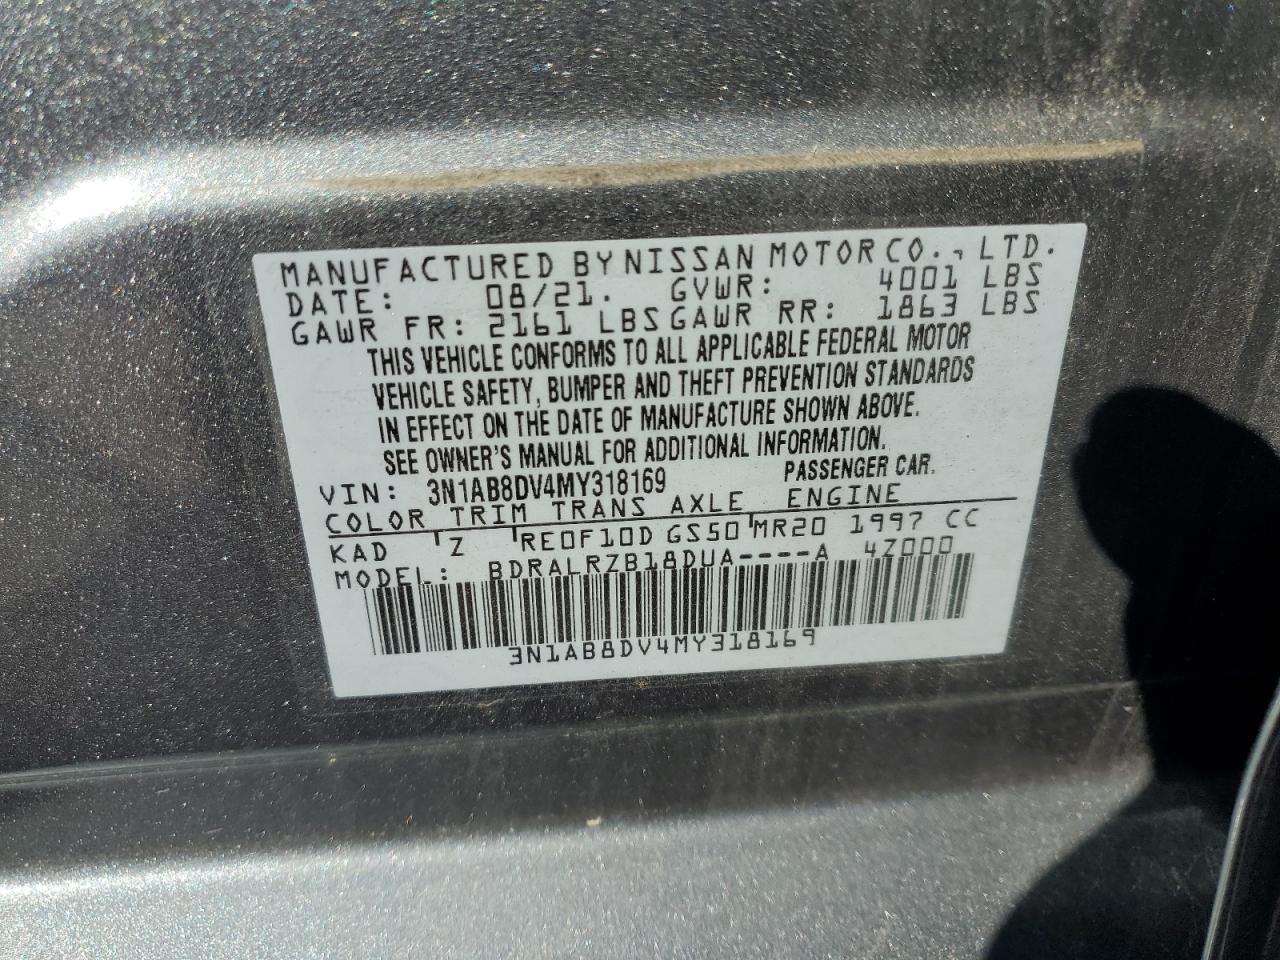 MANUFACTURED BY NISSAN MOTOR CO., LTD.
DATE: 08/21. GVWR: 4001 LBS
GAWR FR: 2161 LBS GAWR RR: 1863 LBS
THIS VEHICLE CONFORMS TO ALL APPLICABLE FEDERAL MOTOR
VEHICLE SAFETY, BUMPER AND THEFT PREVENTION STANDARDS
IN EFFECT ON THE DATE OF MANUFACTURE SHOWN ABOVE.
SEE OWNER'S MANUAL FOR ADDITIONAL INFORMATION.
VIN: 3N1AB8DV4MY318169 PASSENGER CAR.
COLOR TRIM TRANS AXLE ENGINE
KAD Z RE0F10D GS50 MR20 1997 CC
MODEL: BDRALRZB18DUA----A 4Z000
3N1AB8DV4MY318169